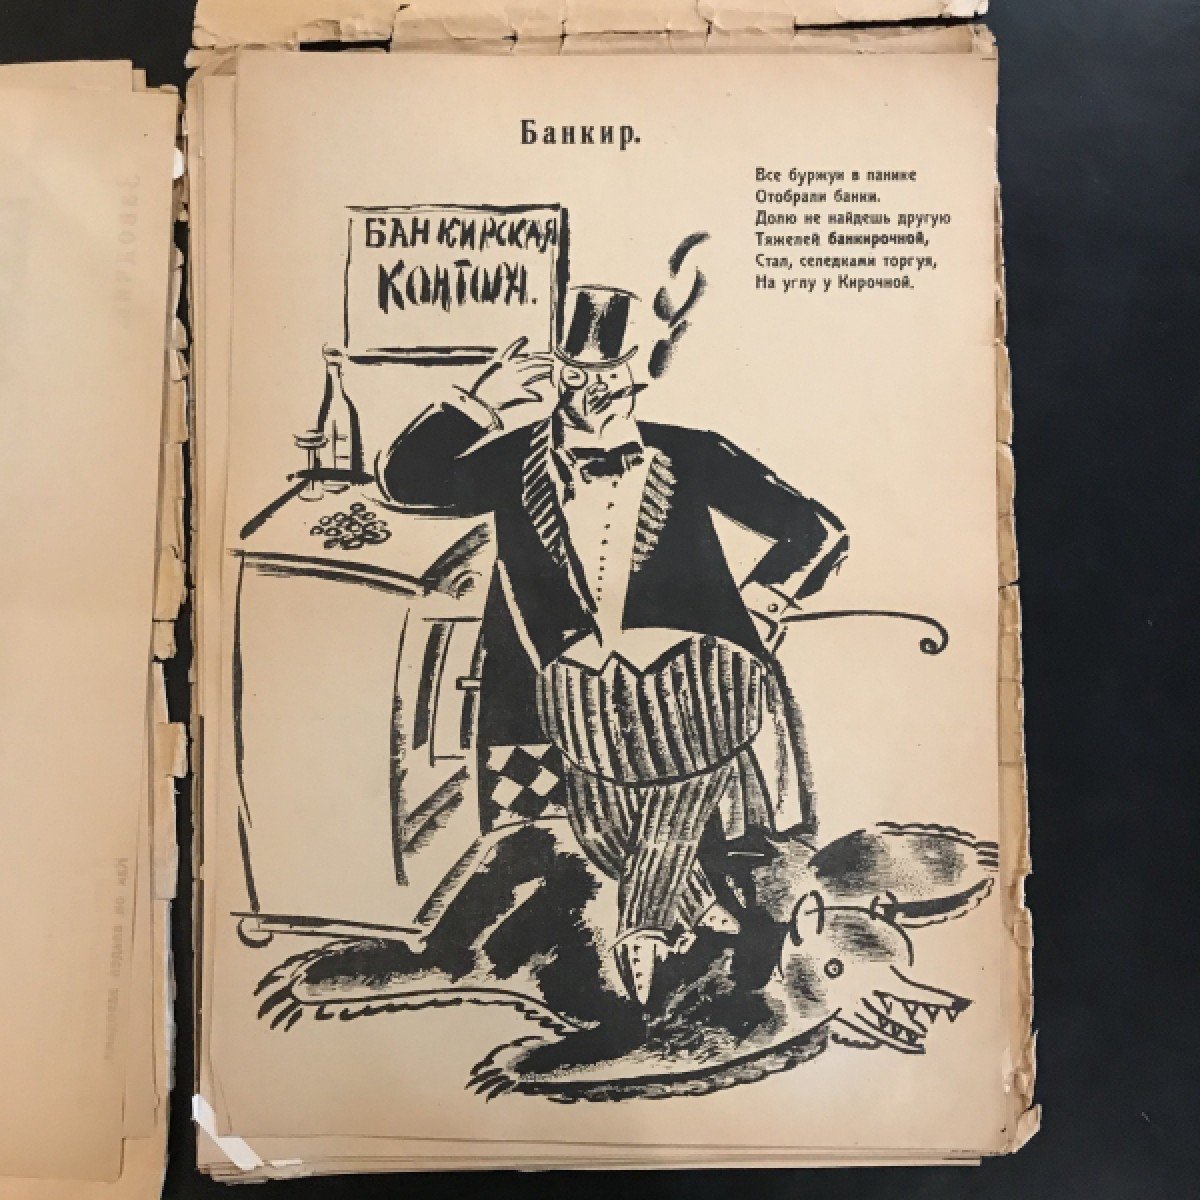 Банкир.
Все буржуи в панике
Отобрали банки.
Долю не найдешь другую
Тяжелей банкирочной,
Стал, селедками торгуя,
На углу у Кирочной.
БАНКИРСКАЯ
КОНТОРА.